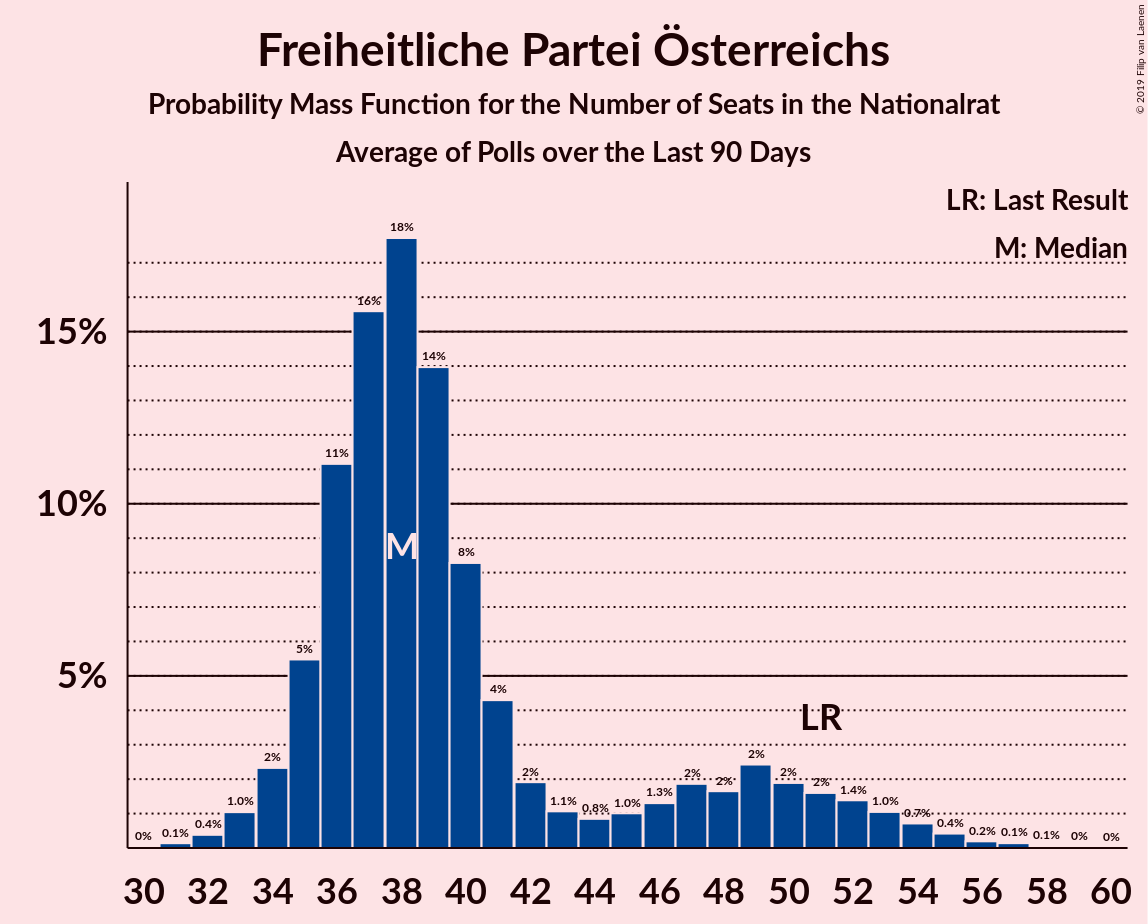 Freiheitliche Partei Österreichs
Probability Mass Function for the Number of Seats in the Nationalrat
Average of Polls over the Last 90 Days
© 2019 Filip van Laenen
LR: Last Result
M: Median
15%
10%
5%
0% 0.1% 0.4% 1.0% 2% 5% 11% 16% 18% 14% 8% 4% 2% 1.1% 0.8% 1.0% 1.3% 2% 2% 2% 2% 2% 1.4% 1.0% 0.7% 0.4% 0.2% 0.1% 0.1% 0% 0%
M
LR
30 32 34 36 38 40 42 44 46 48 50 52 54 56 58 60